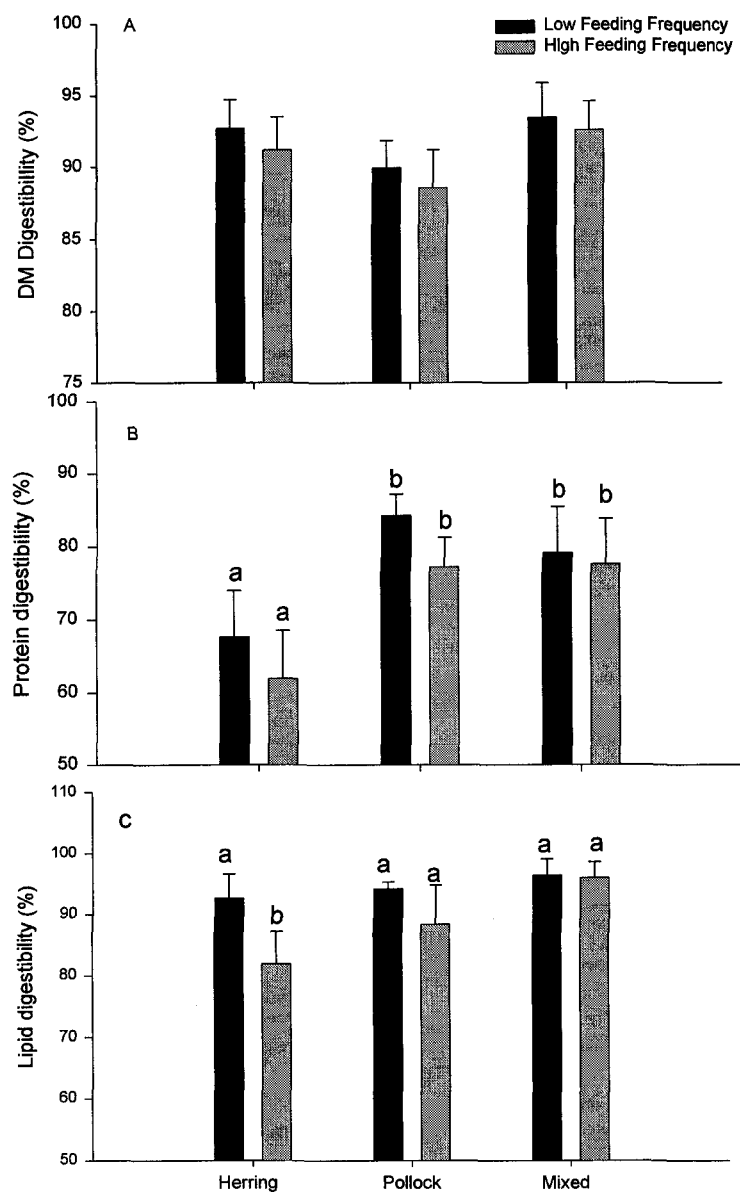 A
Low Feeding Frequency
HIgh Feeding Frequency
100
95
90
85
80
75
DM Digestibillity (%)
B
100
90
80
70
60
50
Protein digestibility (%)
a
a
b
b
b
b
C
110
100
90
80
70
60
50
Lipid digestibility (%)
a
b
a
a
a
a
Herring
Pollock
Mixed